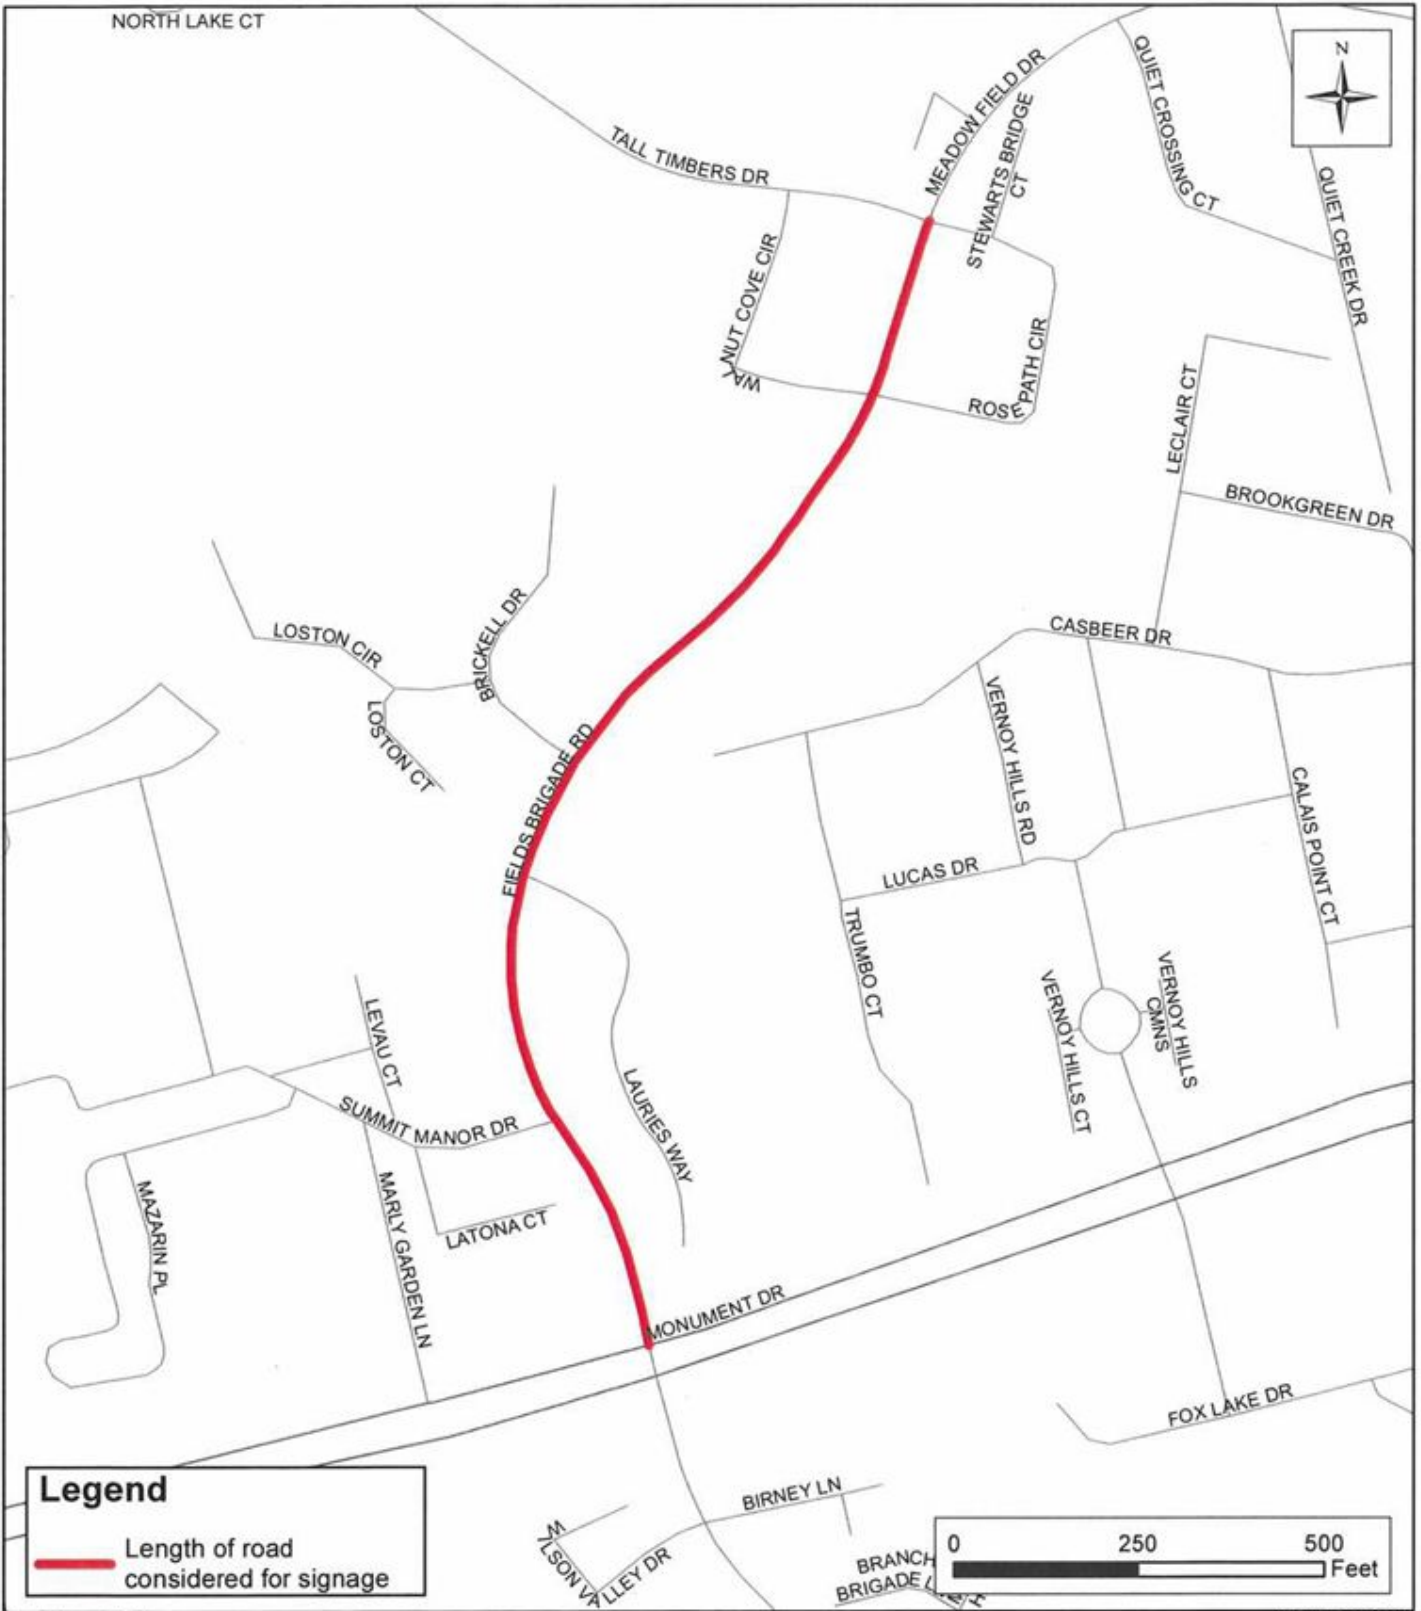 NORTH LAKE CT
N
MEADOW FIELD DR
QUIET CROSSING CT
TALL TIMBERS DR
STEWARTS BRIDGE
CT
QUIET CREEK DR
WALNUT COVE CIR
ROSE PATH CIR
LECLAIR CT
BROOKGREEN DR
BRICKELL DR
LOSTON CIR
CASBEER DR
LOSTON CT
VERNOY HILLS RD
FIELDS BRIGADE RD
CALAIS POINT CT
LUCAS DR
TRUMBO CT
VERNOY HILLS
CMNS
VERNOY HILLS CT
LEVAU CT
SUMMIT MANOR DR
LAURIES WAY
MAZARIN PL
MARLY GARDEN LN
LATONA CT
MONUMENT DR
FOX LAKE DR
BIRNEY LN
WILSON VALLEY DR
BRANCH
BRIGADE
Legend
Length of road
considered for signage
0 250 500
Feet